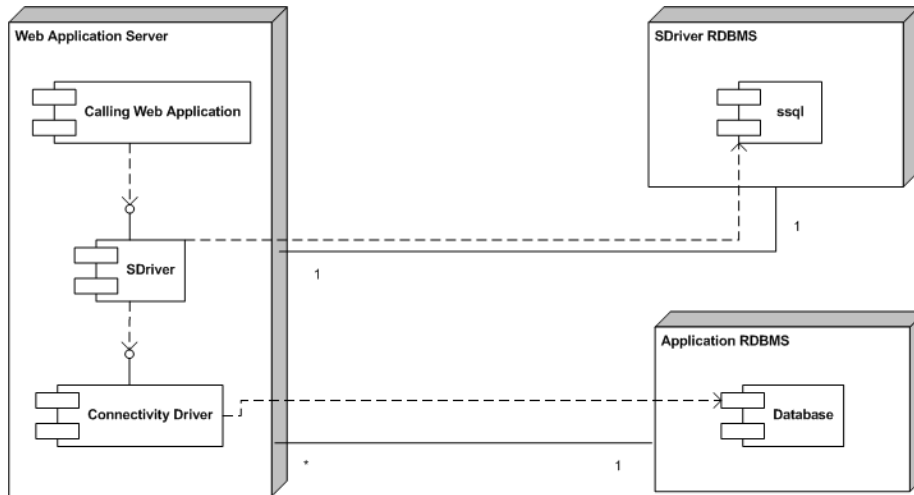 Web Application Server
Calling Web Application
SDriver
Connectivity Driver
SDriver RDBMS
ssql
1
1
Application RDBMS
Database
*
1